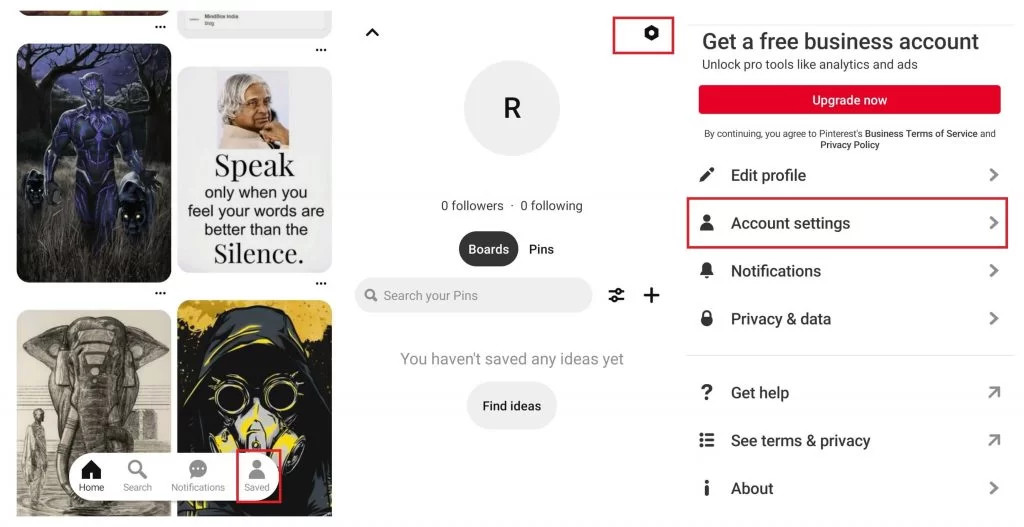 MindBox India
blog
Speak
only when you
feel your words are
better than the
Silence.
Home
Search
Notifications
Saved
R
0 followers · 0 following
Boards
Pins
Search your Pins
You haven't saved any ideas yet
Find ideas
Get a free business account
Unlock pro tools like analytics and ads
Upgrade now
By continuing, you agree to Pinterest's Business Terms of Service and
Privacy Policy
Edit profile
Account settings
Notifications
Privacy & data
Get help
See terms & privacy
About